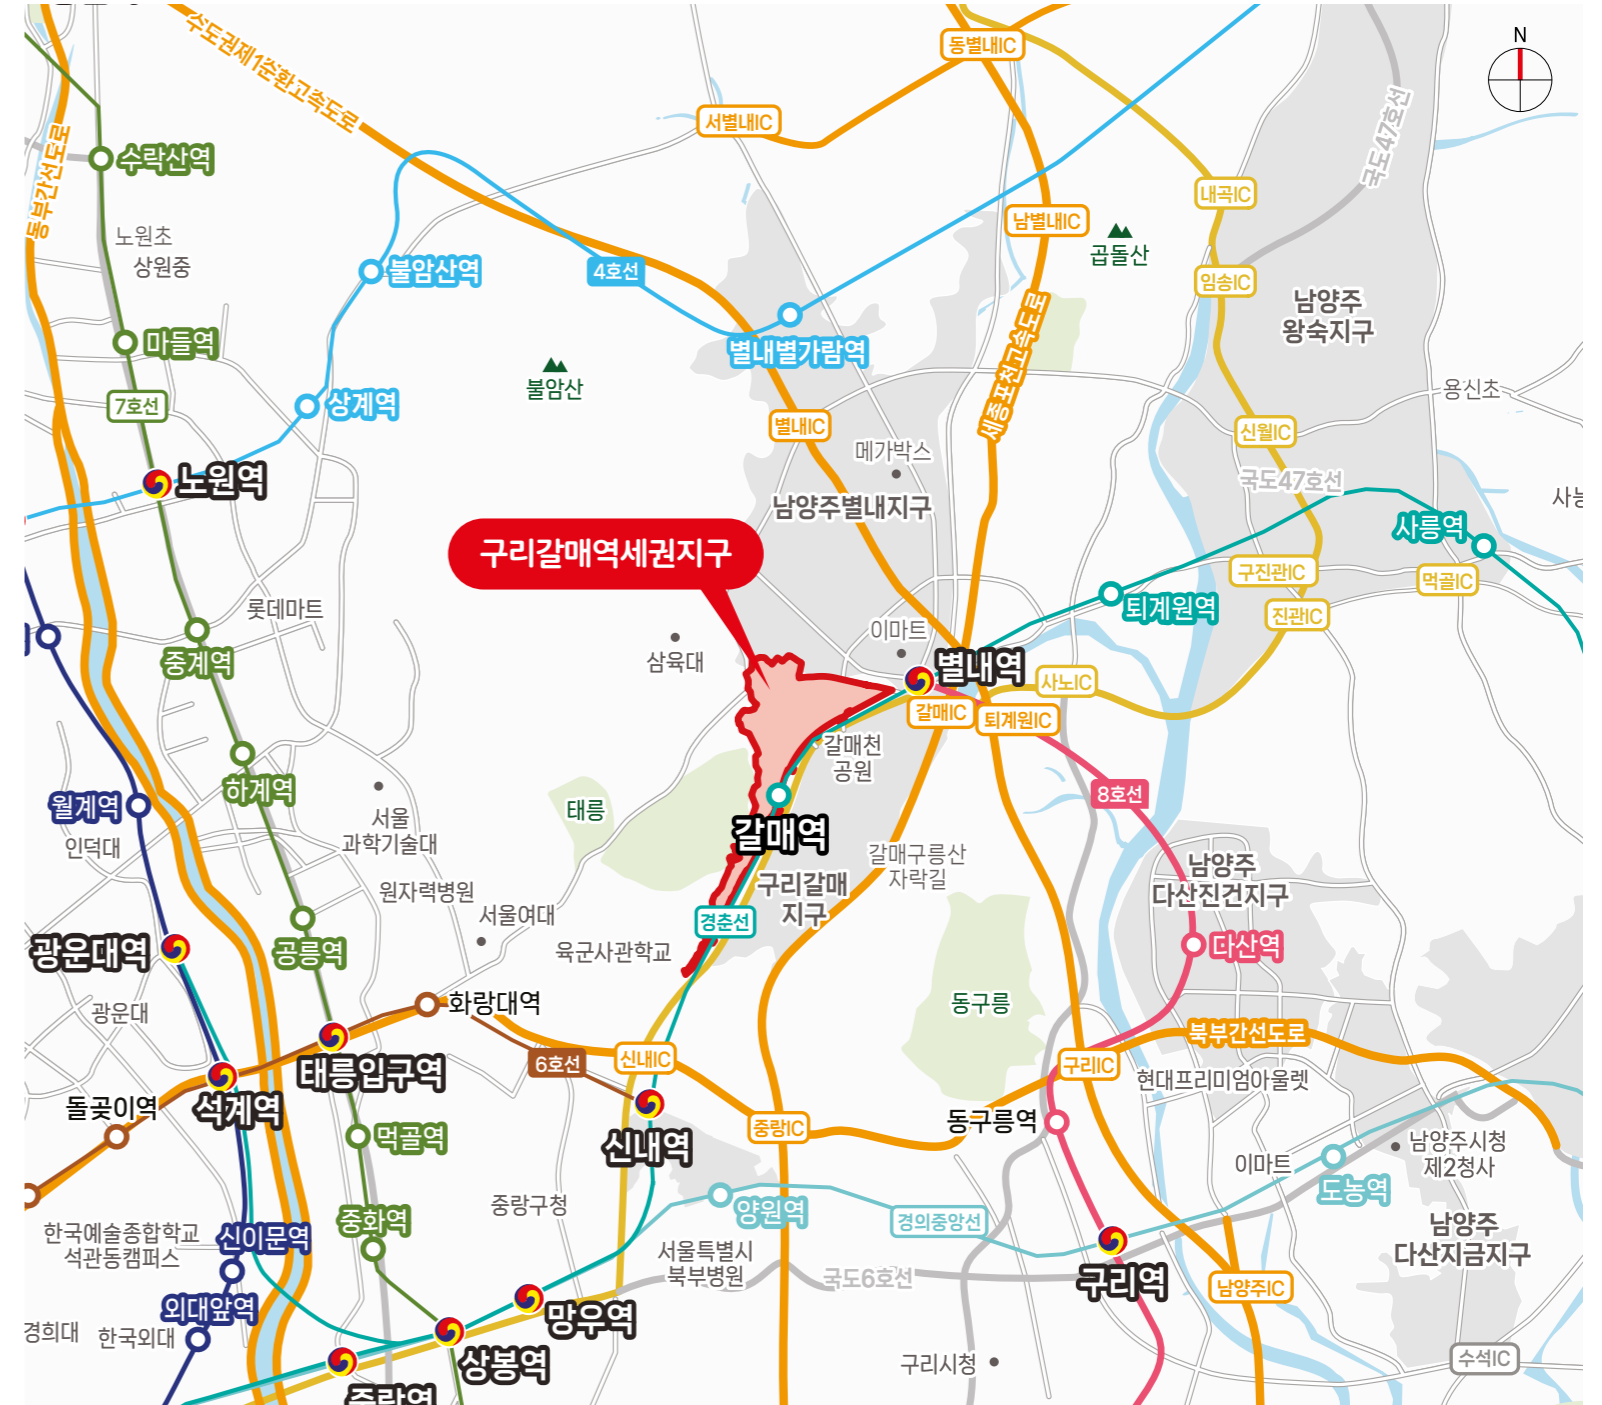 수도권제1순환고속도로
동별내IC
N
서별내IC
국도47호선
동부간선도로
수락산역
내곡IC
노원초
남별내IC
상원중
곱돌산
불암산역
4호선
임송IC
남양주
왕숙지구
마들역
별내별가람역
세종포천고속도로
불암산
용신초
7호선
상계역
별내IC
신월IC
메가박스
노원역
국도47호선
남양주별내지구
사릉역
구리갈매역세권지구
구진관IC
먹골IC
롯데마트
퇴계원역
진관IC
이마트
중계역
삼육대
별내역
사노IC
갈매IC
퇴계원IC
갈매천
공원
하계역
8호선
월계역
태릉
서울
과학기술대
갈매역
인덕대
갈매구릉산
자락길
남양주
다산진건지구
원자력병원
구리갈매
지구
서울여대
경춘선
광운대역
공릉역
육군사관학교
다산역
화랑대역
동구릉
광운대
북부간선도로
태릉입구역
6호선
신내IC
구리IC
현대프리미엄아울렛
석계역
돌곶이역
중랑IC
동구릉역
먹골역
신내역
남양주시청
제2청사
이마트
도농역
중랑구청
양원역
중화역
경의중앙선
한국예술종합학교
석관동캠퍼스
신이문역
남양주
다산지금지구
서울특별시
북부병원
국도6호선
구리역
남양주IC
외대앞역
망우역
경희대
한국외대
상봉역
구리시청
수석IC
중랑역